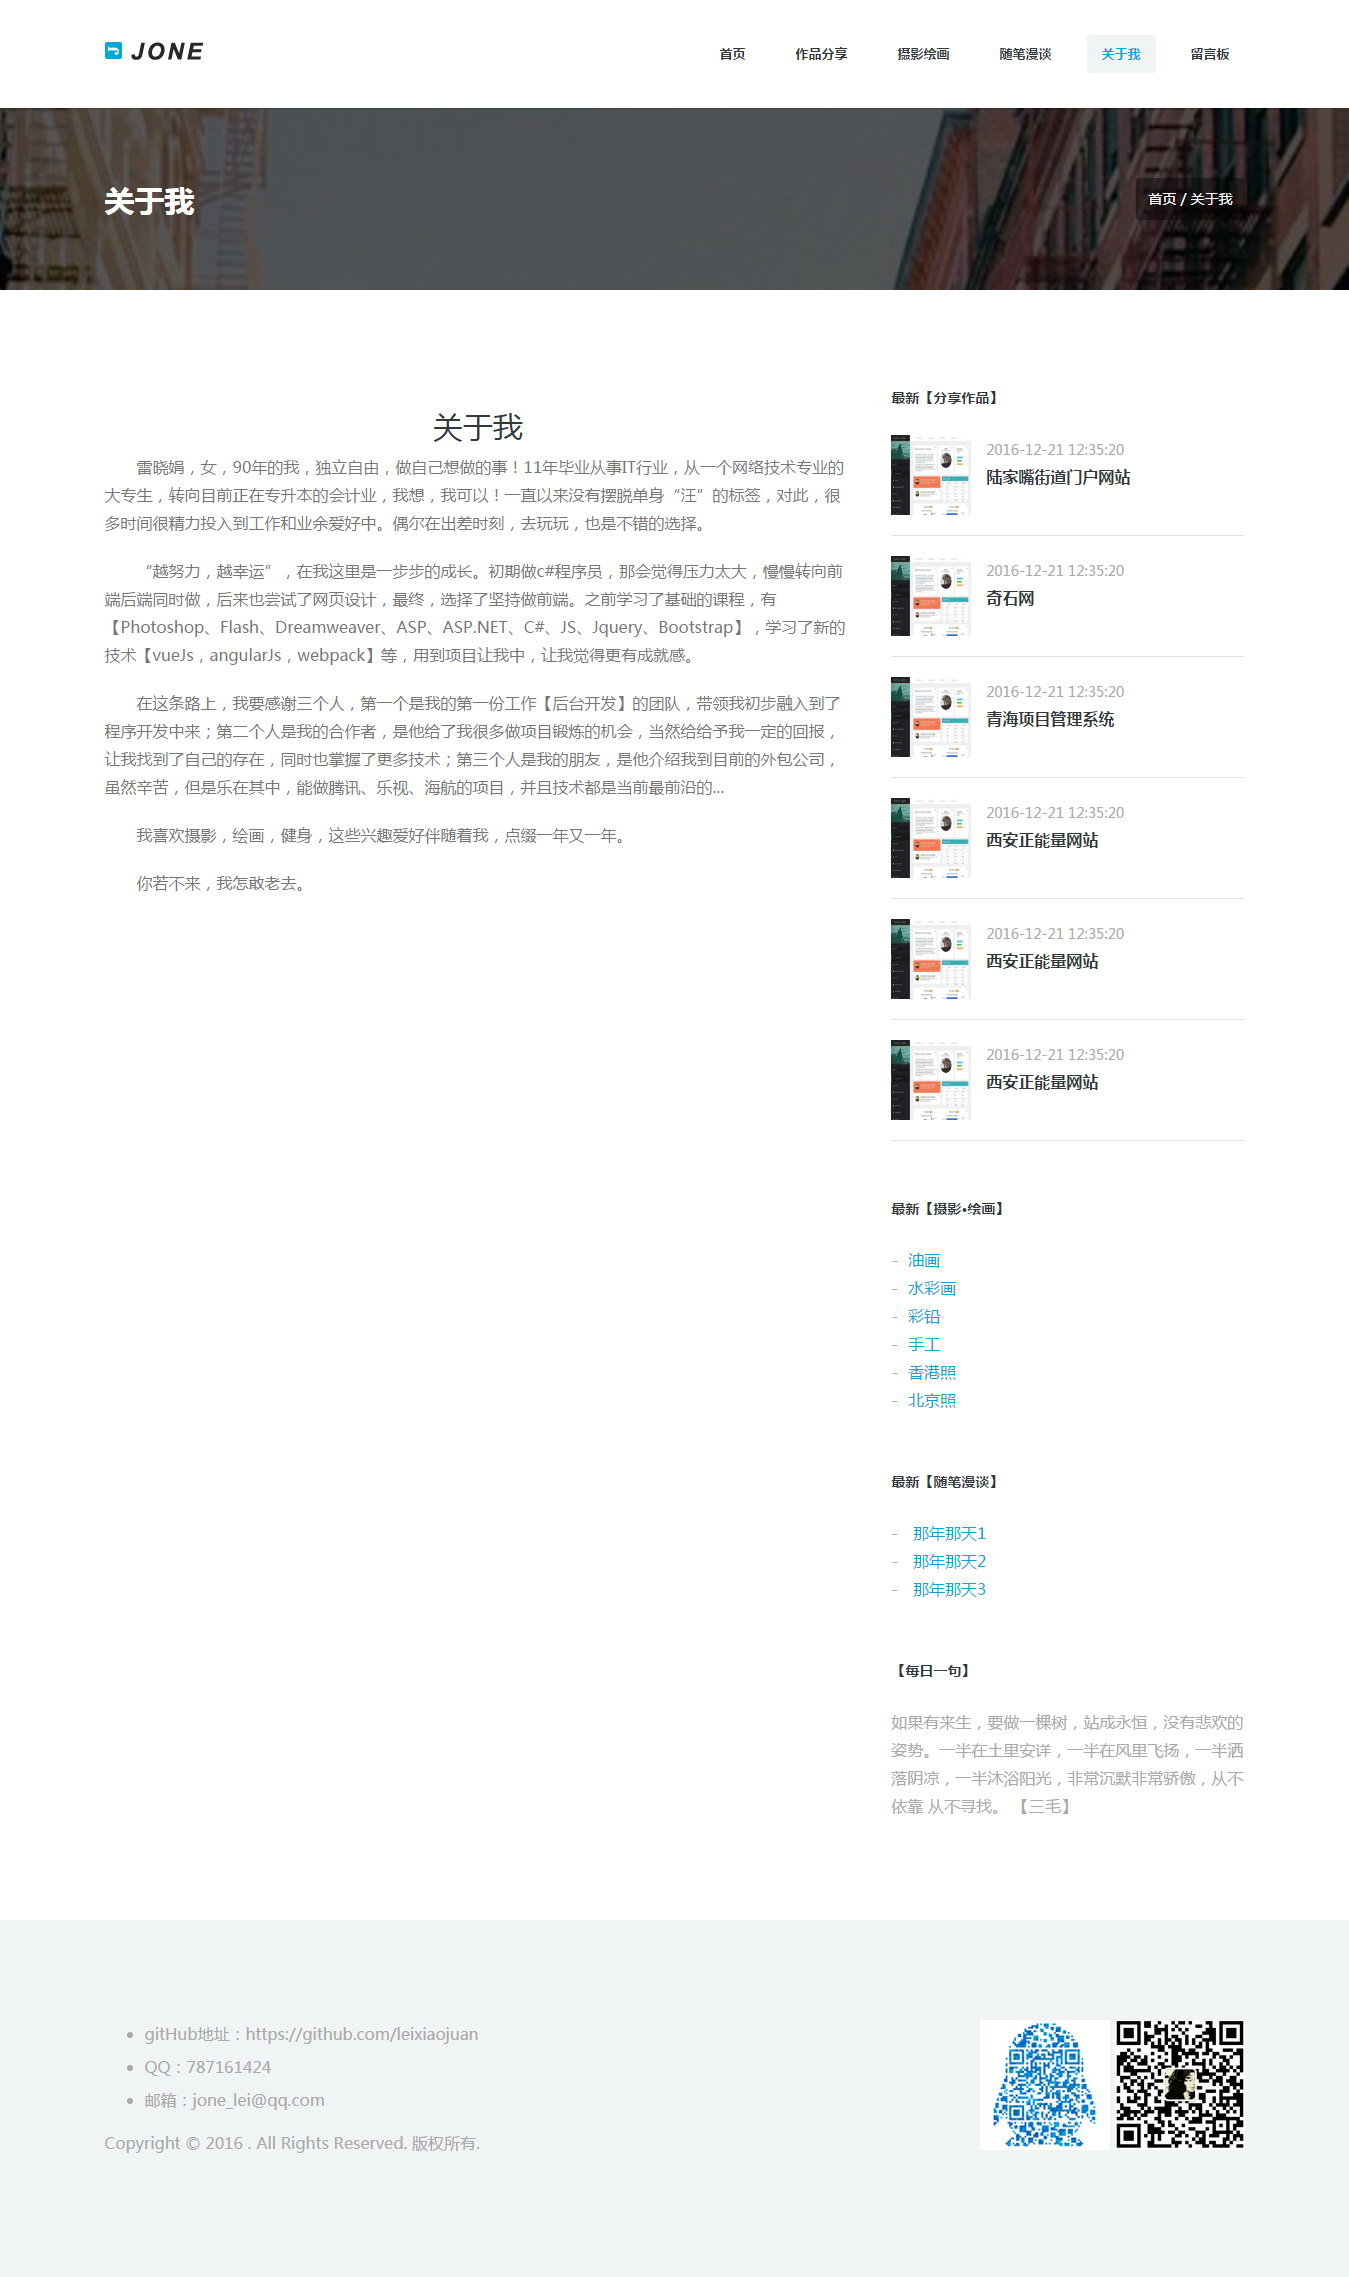 JONE
首页 作品分享 摄影绘画 随笔漫谈 关于我 留言板
关于我
首页 / 关于我
关于我
雷晓娟，女，90年的我，独立自由，做自己想做的事！11年毕业从事IT行业，从一个网络技术专业的
大专生，转向目前正在专升本的会计业，我想，我可以！一直以来没有摆脱单身“汪”的标签，对此，很
多时间很精力投入到工作和业余爱好中。偶尔在出差时刻，去玩玩，也是不错的选择。
“越努力，越幸运”，在我这里是一步步的成长。初期做c#程序员，那会觉得压力太大，慢慢转向前
端后端同时做，后来也尝试了网页设计，最终，选择了坚持做前端。之前学习了基础的课程，有
【Photoshop、Flash、Dreamweaver、ASP、ASP.NET、C#、JS、Jquery、Bootstrap】，学习了新的
技术【vueJs，angularJs，webpack】等，用到项目让我中，让我觉得更有成就感。
在这条路上，我要感谢三个人，第一个是我的第一份工作【后台开发】的团队，带领我初步融入到了
程序开发中来；第二个人是我的合作者，是他给了我很多做项目锻炼的机会，当然给给予我一定的回报，
让我找到了自己的存在，同时也掌握了更多技术；第三个人是我的朋友，是他介绍我到目前的外包公司，
虽然辛苦，但是乐在其中，能做腾讯、乐视、海航的项目，并且技术都是当前最前沿的...
我喜欢摄影，绘画，健身，这些兴趣爱好伴随着我，点缀一年又一年。
你若不来，我怎敢老去。
最新【分享作品】
2016-12-21 12:35:20
陆家嘴街道门户网站
2016-12-21 12:35:20
奇石网
2016-12-21 12:35:20
青海项目管理系统
2016-12-21 12:35:20
西安正能量网站
2016-12-21 12:35:20
西安正能量网站
2016-12-21 12:35:20
西安正能量网站
最新【摄影•绘画】
- 油画
- 水彩画
- 彩铅
- 手工
- 香港照
- 北京照
最新【随笔漫谈】
- 那年那天1
- 那年那天2
- 那年那天3
【每日一句】
如果有来生，要做一棵树，站成永恒，没有悲欢的
姿势。一半在土里安详，一半在风里飞扬，一半洒
落阴凉，一半沐浴阳光，非常沉默非常骄傲，从不
依靠 从不寻找。 【三毛】
• gitHub地址：https://github.com/leixiaojuan
• QQ：787161424
• 邮箱：jone_lei@qq.com
Copyright © 2016 . All Rights Reserved. 版权所有.